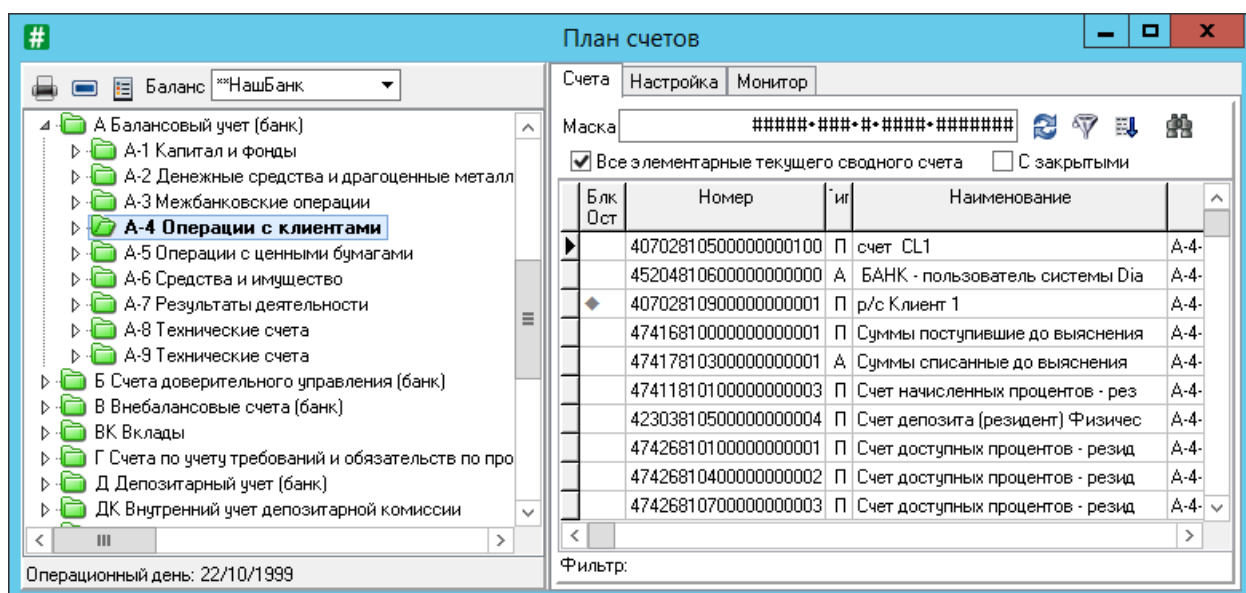 План счетов
Баланс **НашБанк
А Балансовый учет (банк)
А-1 Капитал и фонды
А-2 Денежные средства и драгоценные металл
А-3 Межбанковские операции
А-4 Операции с клиентами
А-5 Операции с ценными бумагами
А-6 Средства и имущество
А-7 Результаты деятельности
А-8 Технические счета
А-9 Технические счета
Б Счета доверительного управления (банк)
В Внебалансовые счета (банк)
ВК Вклады
Г Счета по учету требований и обязательств по про
Д Депозитарный учет (банк)
ДК Внутренний учет депозитарной комиссии
Операционный день: 22/10/1999
Счета Настройка Монитор
Маска #####•###•#•####•#######
Все элементарные текущего сводного счета С закрытыми
Блк Ост Номер Тип Наименование
40702810500000000100 П счет CL1 А-4-
45204810600000000000 А БАНК - пользователь системы Dia А-4-
40702810900000000001 П р/с Клиент 1 А-4-
47416810000000000001 П Суммы поступившие до выяснения А-4-
47417810300000000001 А Суммы списанные до выяснения А-4-
47411810100000000003 П Счет начисленных процентов - рез А-4-
42303810500000000004 П Счет депозита (резидент) Физичес А-4-
47426810100000000001 П Счет доступных процентов - резид А-4-
47426810400000000002 П Счет доступных процентов - резид А-4-
47426810700000000003 П Счет доступных процентов - резид А-4-
Фильтр: